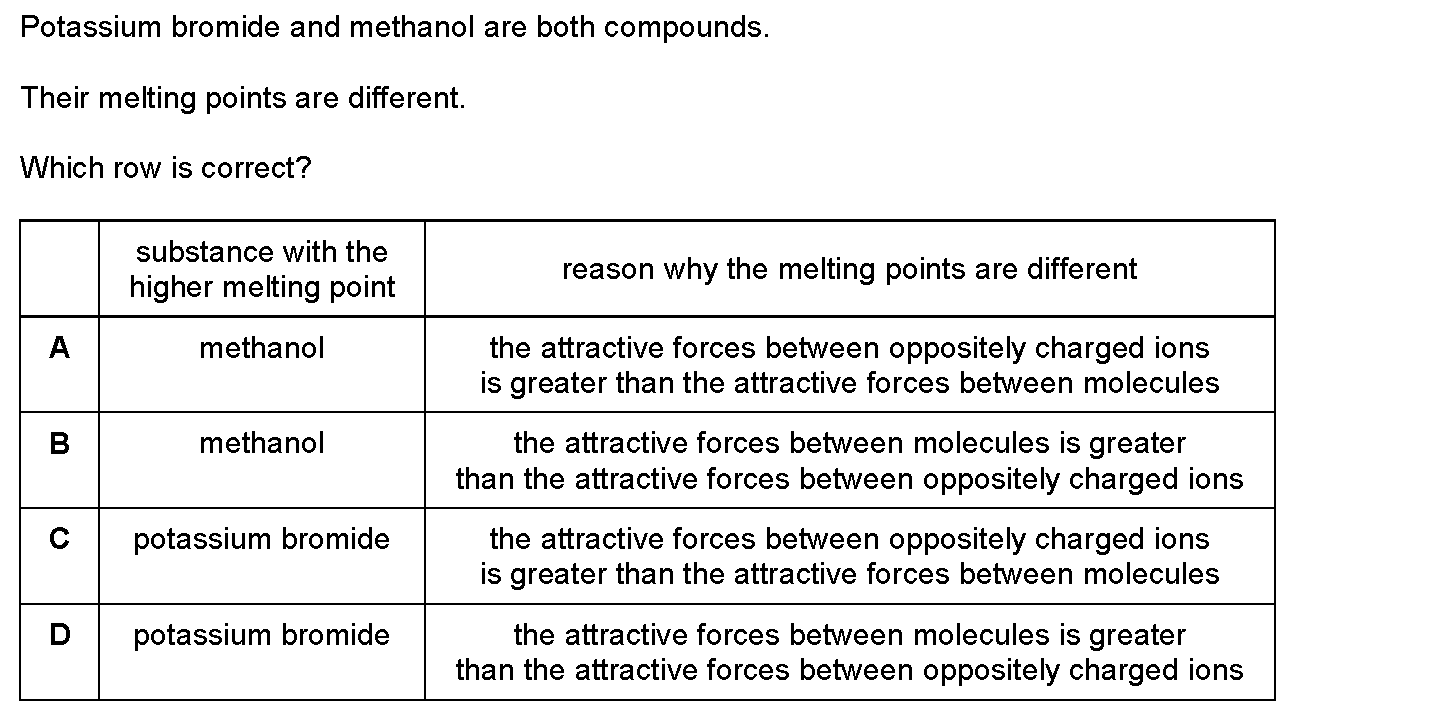 Potassium bromide and methanol are both compounds.
Their melting points are different.
Which row is correct?
substance with the
higher melting point
reason why the melting points are different
A
methanol
the attractive forces between oppositely charged ions
is greater than the attractive forces between molecules
B
methanol
the attractive forces between molecules is greater
than the attractive forces between oppositely charged ions
C
potassium bromide
the attractive forces between oppositely charged ions
is greater than the attractive forces between molecules
D
potassium bromide
the attractive forces between molecules is greater
than the attractive forces between oppositely charged ions